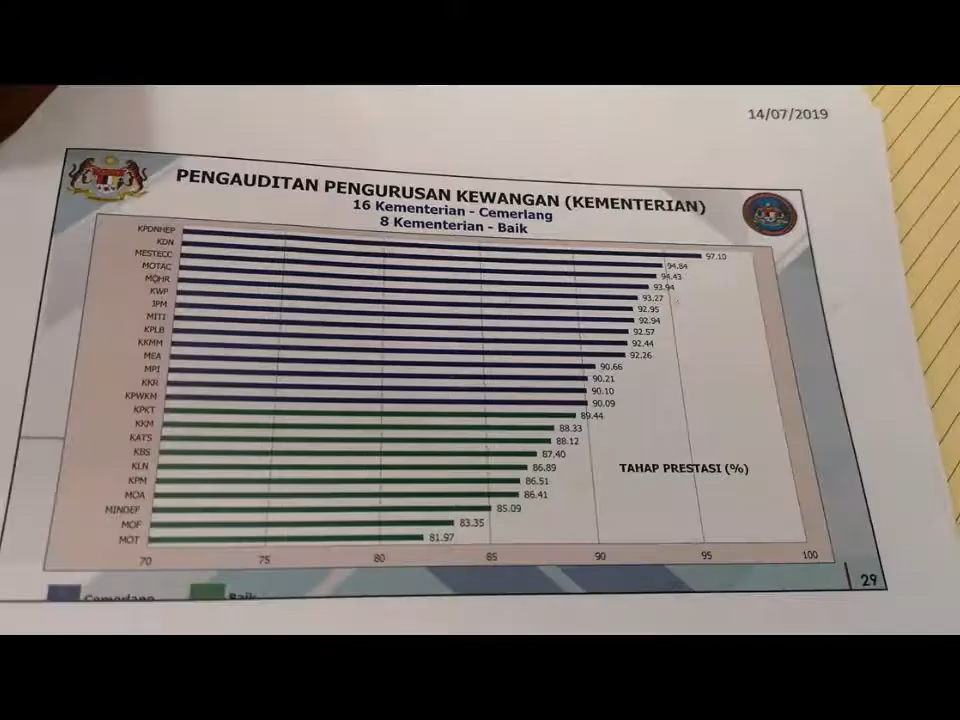 14/07/2019
PENGAUDITAN PENGURUSAN KEWANGAN (KEMENTERIAN)
16 Kementerian - Cemerlang
8 Kementerian - Baik
KPDNHEP 97.10
KDN 94.84
MESTECC 94.43
MOTAC 93.94
MOHR 93.27
KWP 92.95
JPM 92.94
MITI 92.57
KPLB 92.44
KKMM 92.26
MEA 90.66
MPI 90.21
KKR 90.10
KPWKM 90.09
KPKT 89.44
KKM 88.33
KATS 88.12
KBS 87.40
KLN 86.89
TAHAP PRESTASI (%)
KPM 86.51
MOA 86.41
MINDEF 85.09
MOF 83.35
MOT 81.97
70 75 80 85 90 95 100
29
Cemerlang Baik